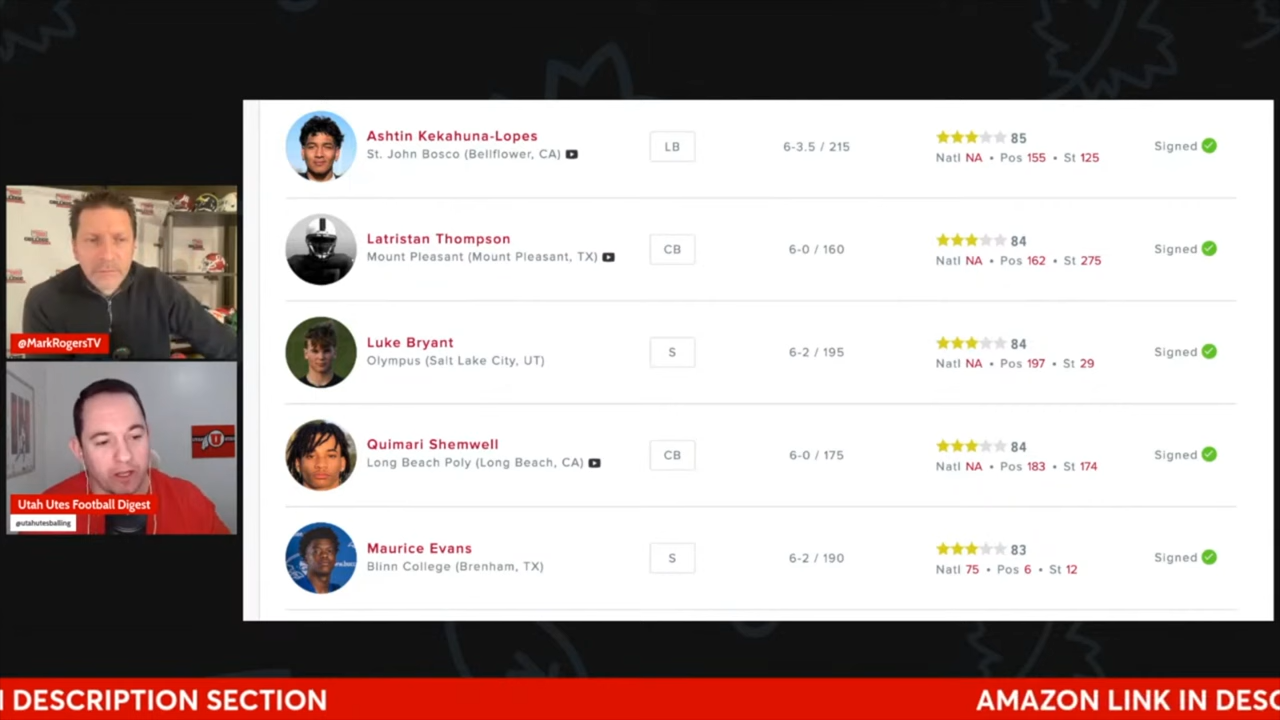 Ashtin Kekahuna-Lopes
St. John Bosco (Bellflower, CA)
LB
6-3.5 / 215
85
Natl NA • Pos 155 • St 125
Signed
Latristan Thompson
Mount Pleasant (Mount Pleasant, TX)
CB
6-0 / 160
84
Natl NA • Pos 162 • St 275
Signed
Luke Bryant
Olympus (Salt Lake City, UT)
S
6-2 / 195
84
Natl NA • Pos 197 • St 29
Signed
Quimari Shemwell
Long Beach Poly (Long Beach, CA)
CB
6-0 / 175
84
Natl NA • Pos 183 • St 174
Signed
Maurice Evans
Blinn College (Brenham, TX)
S
6-2 / 190
83
Natl 75 • Pos 6 • St 12
Signed
@MarkRogersTV
Utah Utes Football Digest
@utahutesballing
N DESCRIPTION SECTION
AMAZON LINK IN DESC